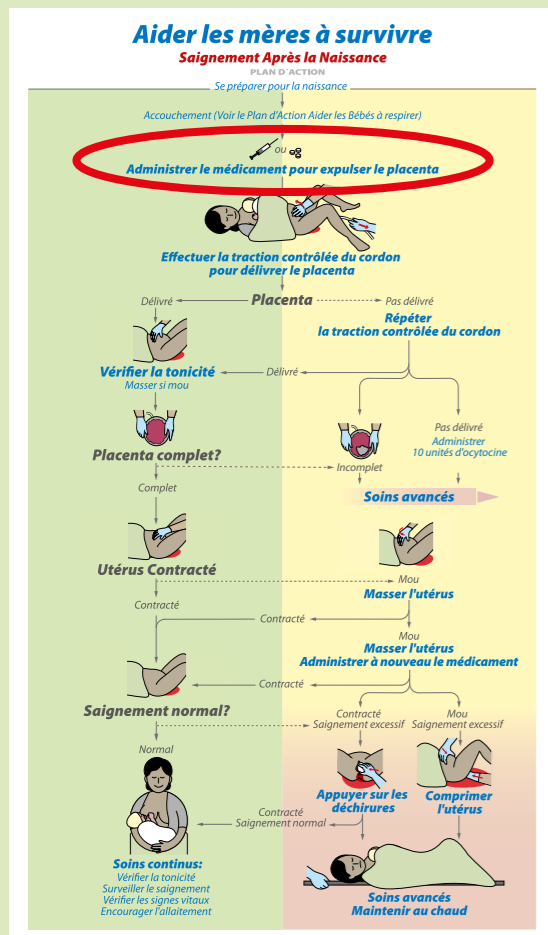 Aider les mères à survivre
Saignement Après la Naissance
PLAN D'ACTION
Se préparer pour la naissance
Accouchement (Voir le Plan d'Action Aider les Bébés à respirer)
ou
Administrer le médicament pour expulser le placenta
Effectuer la traction contrôlée du cordon
pour délivrer le placenta
Délivré
Placenta
Pas délivré
Répéter
la traction contrôlée du cordon
Vérifier la tonicité
Masser si mou
Délivré
Pas délivré
Administrer
10 unités d'ocytocine
Placenta complet?
Incomplet
Complet
Soins avancés
Utérus Contracté
Mou
Masser l'utérus
Contracté
Contracté
Mou
Masser l'utérus
Administrer à nouveau le médicament
Contracté
Saignement normal?
Contracté
Saignement excessif
Mou
Saignement excessif
Normal
Appuyer sur les
déchirures
Comprimer
l'utérus
Contracté
Saignement normal
Soins continus:
Vérifier la tonicité
Surveiller le saignement
Vérifier les signes vitaux
Encourager l'allaitement
Soins avancés
Maintenir au chaud